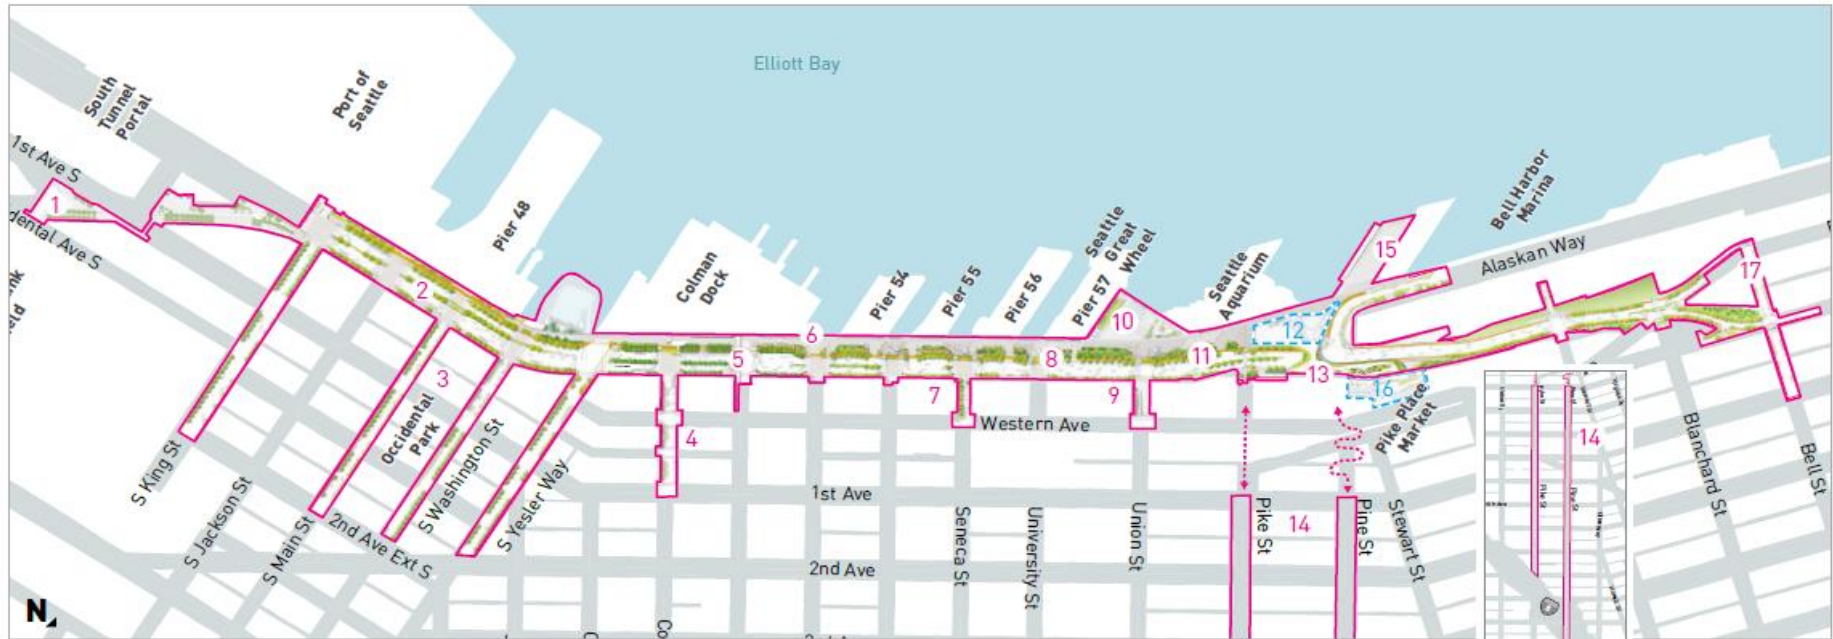 Elliott Bay
South
Tunnel
Portal
Port of
Seattle
1st Ave S
1
dental Ave S
nk
eld
Pier 48
2
Colman
Dock
Pier 54
Pier 55
Pier 56
Pier 57
Seattle
Great
Wheel
Seattle
Aquarium
Bell Harbor
Marina
Alaskan Way
15
17
10
12
6
5
8
11
13
16
3
Occidental
Park
7
9
Western Ave
Pike Place
Market
4
S King St
S Jackson St
S Main St
2nd Ave Ext S
S Washington St
S Yesler Way
1st Ave
2nd Ave
Seneca St
University St
Union St
Pike St
14
Pine St
Stewart St
14
Blanchard St
Bell St
N